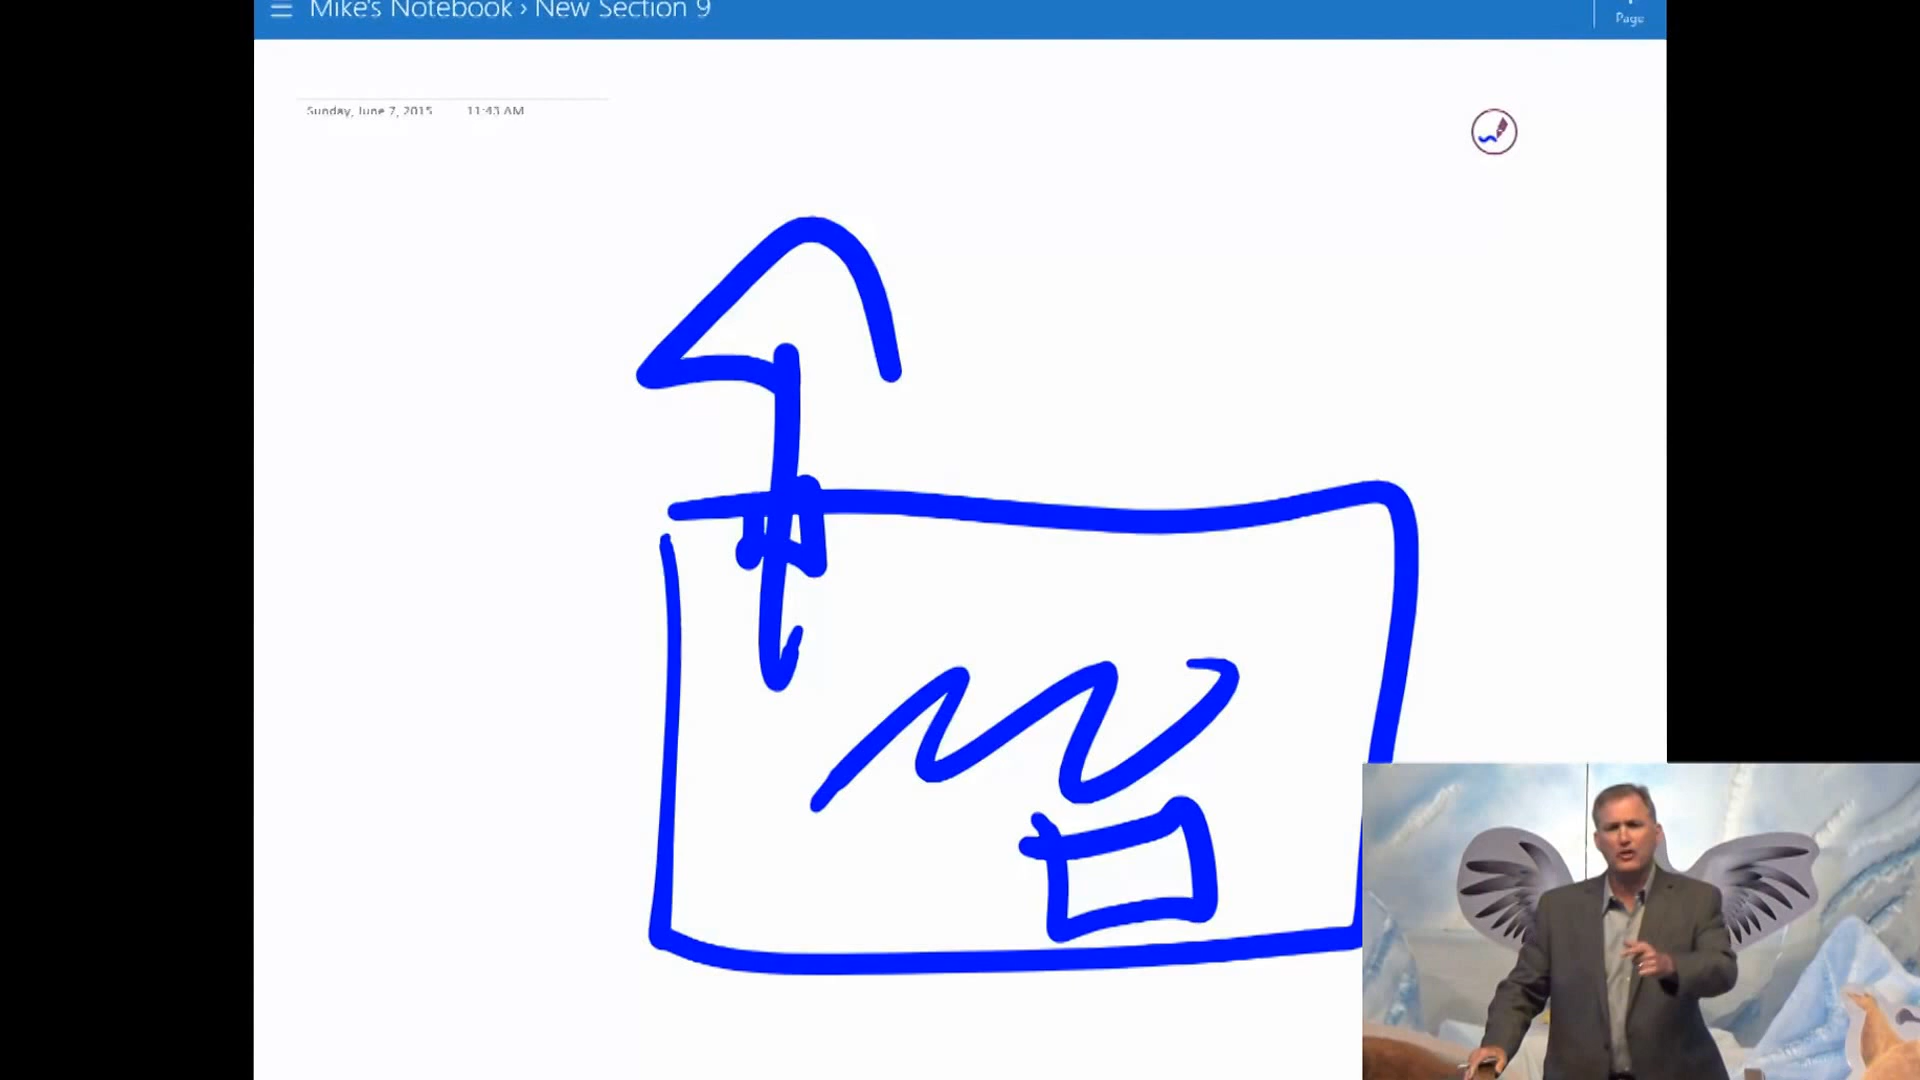 Mike's Notebook › New Section 9
Page
Sunday, June 7, 2015 11:43 AM